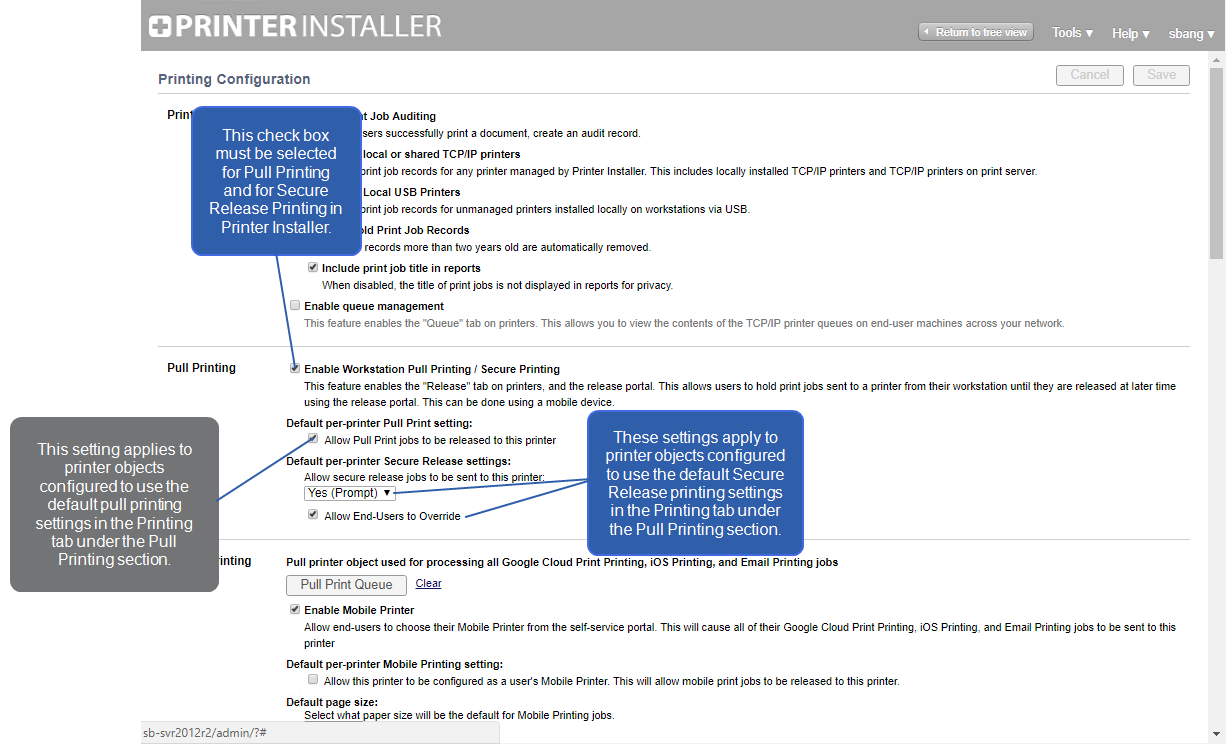 PRINTER INSTALLER
Return to tree view
Tools ▾
Help ▾
sbang ▾
Printing Configuration
Cancel
Save
Print
t Job Auditing
sers successfully print a document, create an audit record.
local or shared TCP/IP printers
print job records for any printer managed by Printer Installer. This includes locally installed TCP/IP printers and TCP/IP printers on print server.
Local USB Printers
print job records for unmanaged printers installed locally on workstations via USB.
old Print Job Records
records more than two years old are automatically removed.
This check box
must be selected
for Pull Printing
and for Secure
Release Printing in
Printer Installer.
Include print job title in reports
When disabled, the title of print jobs is not displayed in reports for privacy.
Enable queue management
This feature enables the "Queue" tab on printers. This allows you to view the contents of the TCP/IP printer queues on end-user machines across your network.
Pull Printing
Enable Workstation Pull Printing / Secure Printing
This feature enables the "Release" tab on printers, and the release portal. This allows users to hold print jobs sent to a printer from their workstation until they are released at later time
using the release portal. This can be done using a mobile device.
Default per-printer Pull Print setting:
Allow Pull Print jobs to be released to this printer
Default per-printer Secure Release settings:
Allow secure release jobs to be sent to this printer:
Yes (Prompt) ▾
Allow End-Users to Override
This setting applies to
printer objects
configured to use the
default pull printing
settings in the Printing
tab under the Pull
Printing section.
These settings apply to
printer objects configured
to use the default Secure
Release printing settings
in the Printing tab under
the Pull Printing section.
inting
Pull printer object used for processing all Google Cloud Print Printing, iOS Printing, and Email Printing jobs
Pull Print Queue
Clear
Enable Mobile Printer
Allow end-users to choose their Mobile Printer from the self-service portal. This will cause all of their Google Cloud Print Printing, iOS Printing, and Email Printing jobs to be sent to this
printer
Default per-printer Mobile Printing setting:
Allow this printer to be configured as a user's Mobile Printer. This will allow mobile print jobs to be released to this printer.
Default page size:
Select what paper size will be the default for Mobile Printing jobs.
sb-svr2012r2/admin/?#